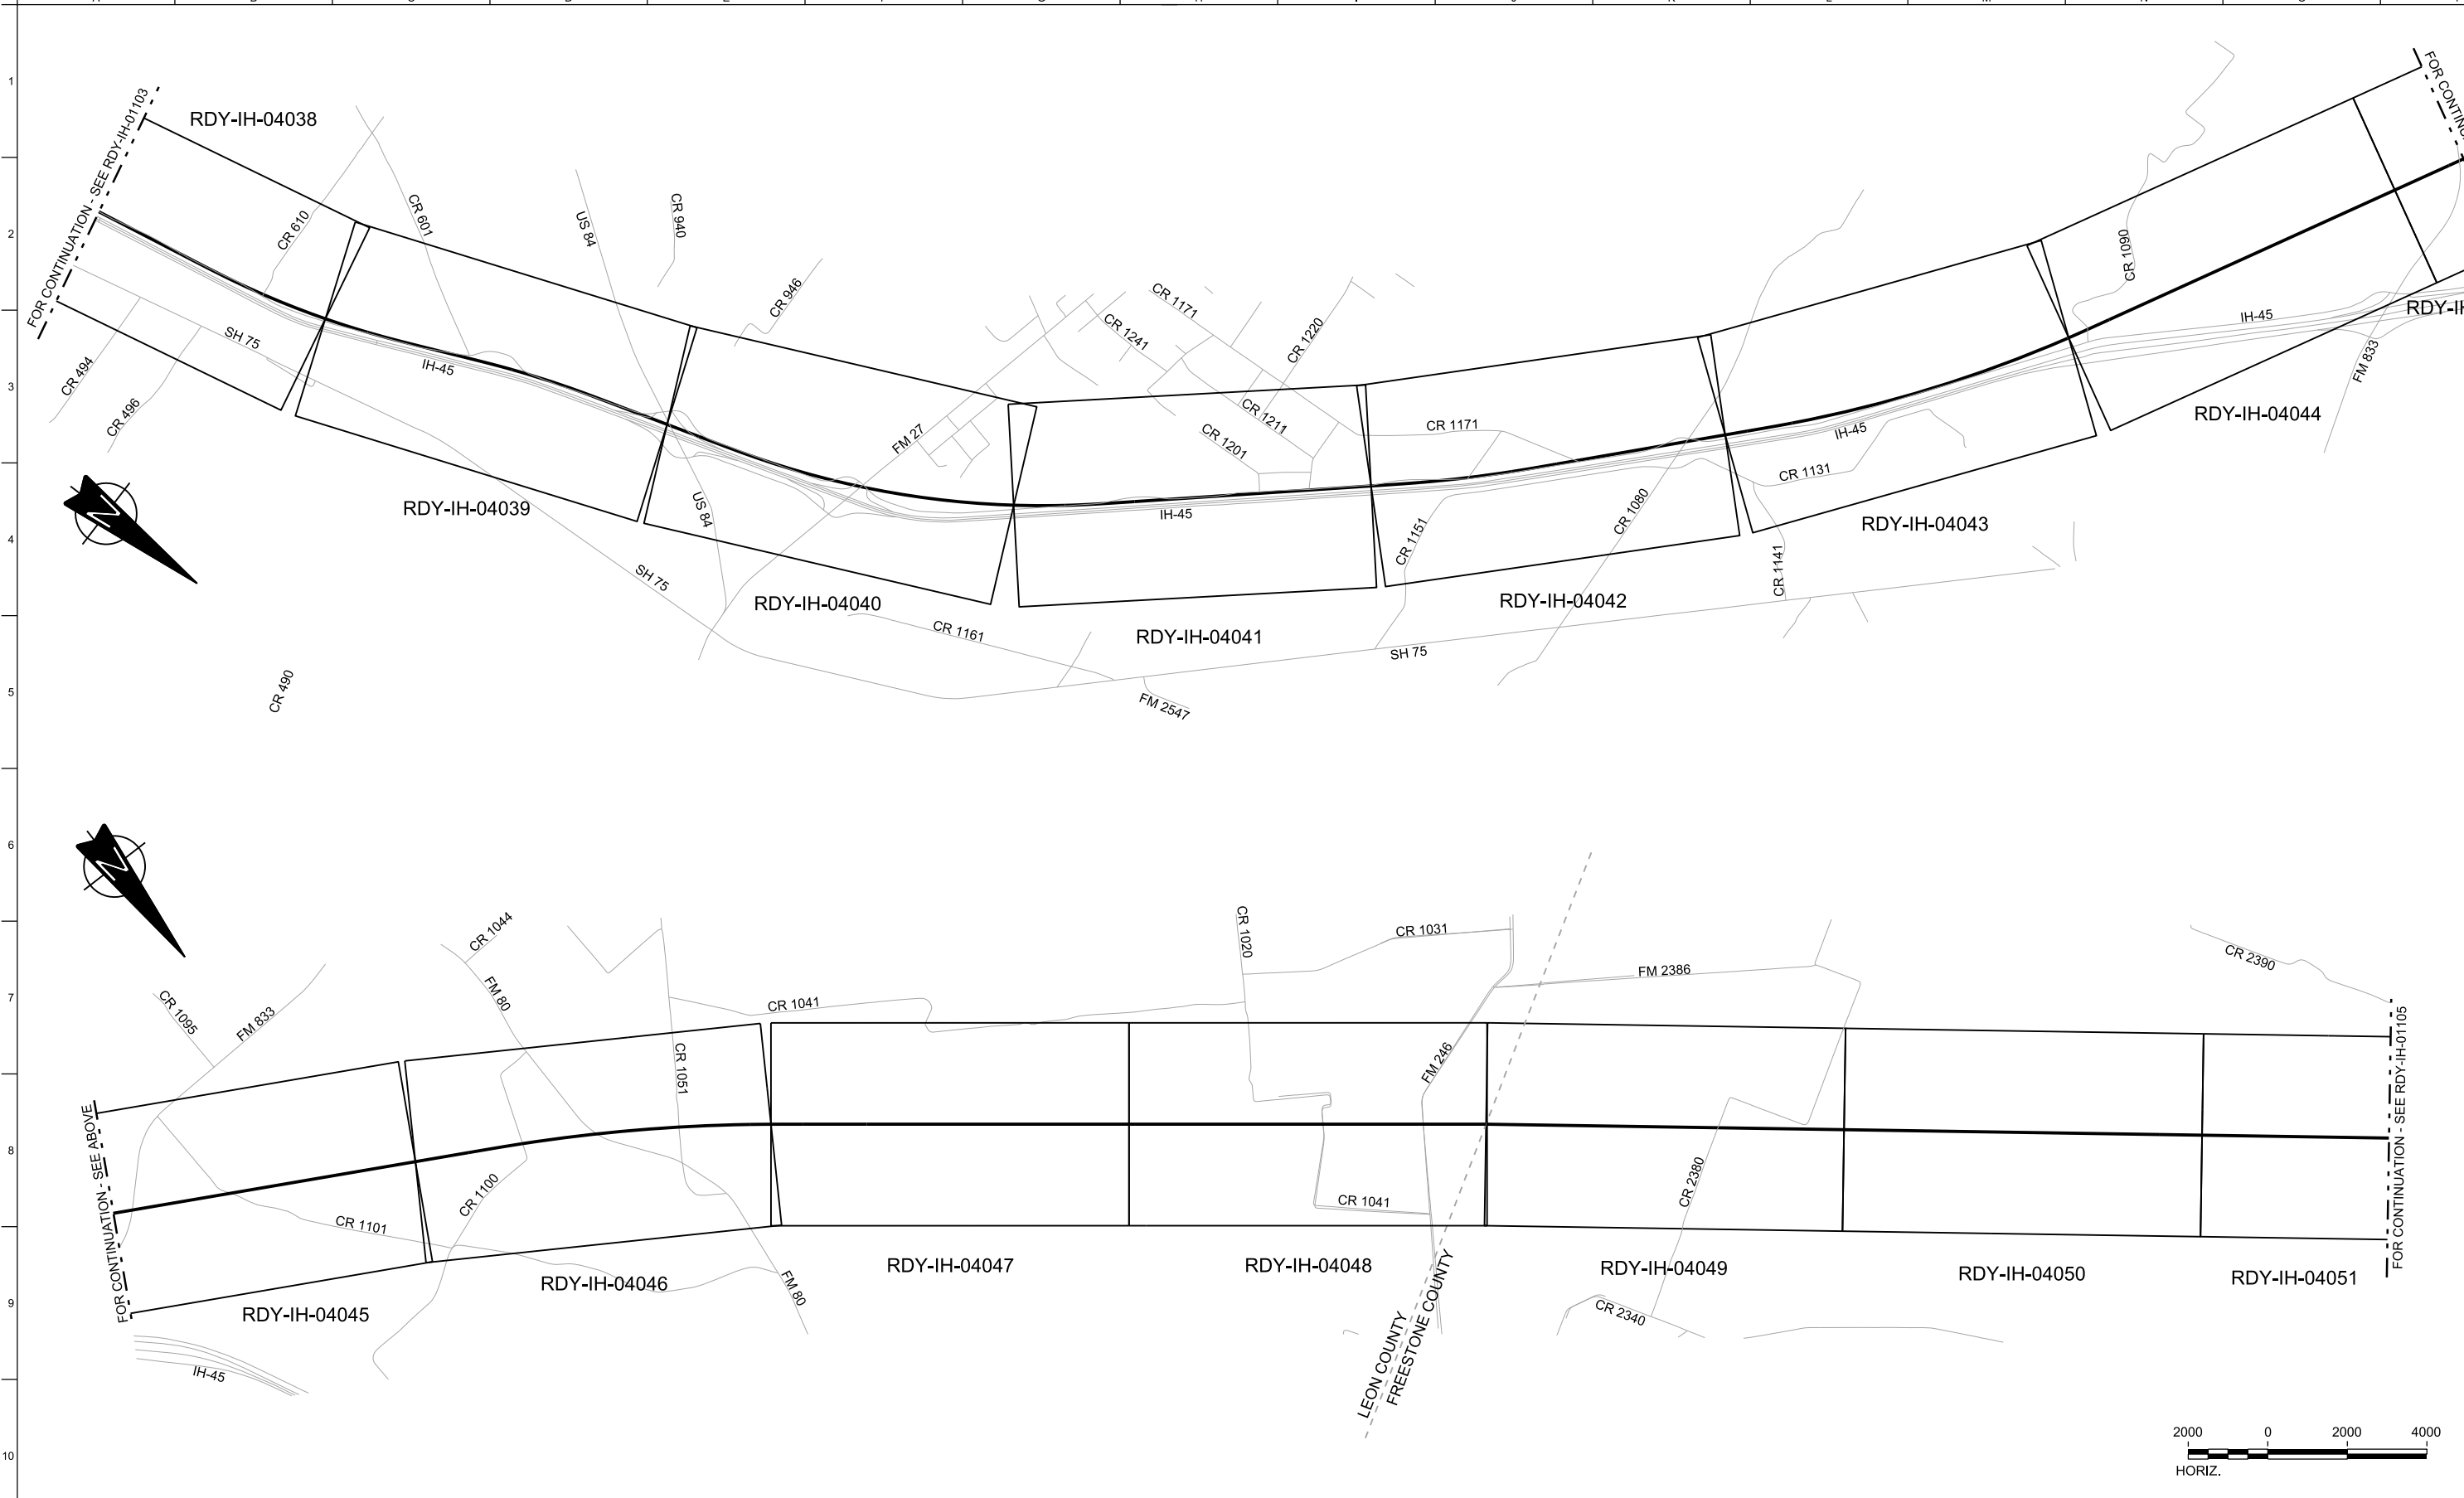 1
2
3
4
5
6
7
8
9
10
FOR CONTINUATION - SEE RDY-IH-01103
RDY-IH-04038
CR 610
CR 601
US 84
CR 940
CR 946
CR 1171
CR 1241
CR 1220
CR 1090
FOR CONTINU
SH 75
CR 494
CR 496
IH-45
FM 27
CR 1211
CR 1201
CR 1171
IH-45
IH-45
FM 833
RDY-IH
RDY-IH-04044
RDY-IH-04039
US 84
IH-45
CR 1151
CR 1080
CR 1131
CR 1141
RDY-IH-04043
N
SH 75
RDY-IH-04040
CR 1161
RDY-IH-04041
RDY-IH-04042
SH 75
CR 490
FM 2547
N
CR 1044
CR 1020
CR 1031
FM 2386
CR 2390
CR 1095
FM 833
FM 80
CR 1041
CR 1051
FM 246
FOR CONTINUATION - SEE ABOVE
CR 1101
CR 1100
CR 1041
CR 2380
FOR CONTINUATION - SEE RDY-IH-01105
RDY-IH-04045
RDY-IH-04046
FM 80
RDY-IH-04047
RDY-IH-04048
RDY-IH-04049
RDY-IH-04050
RDY-IH-04051
CR 2340
IH-45
LEON COUNTY
FREESTONE COUNTY
2000 0 2000 4000
HORIZ.